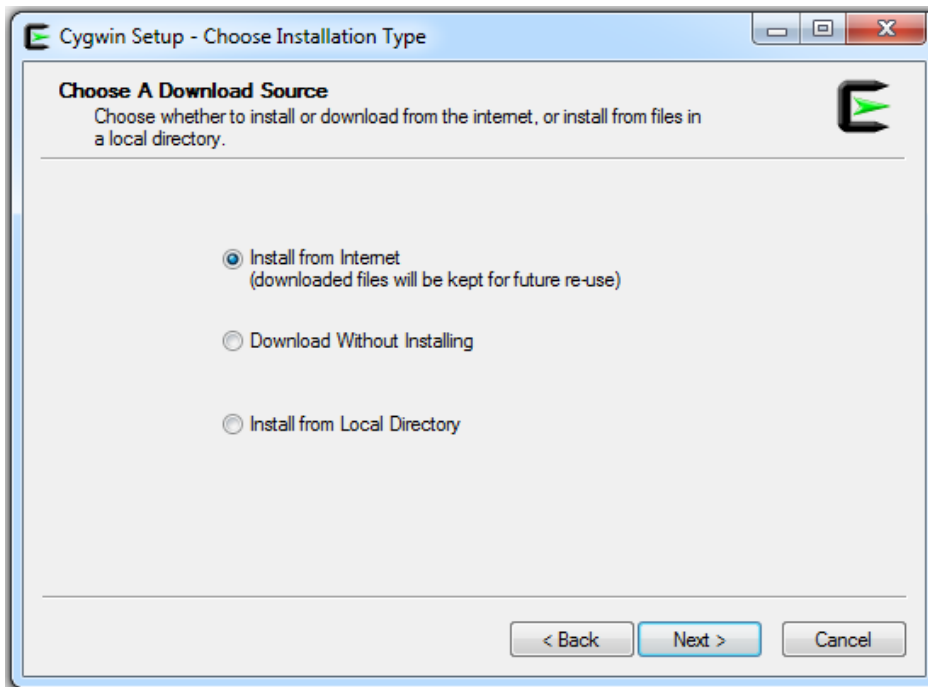 Cygwin Setup - Choose Installation Type
Choose A Download Source
Choose whether to install or download from the internet, or install from files in
a local directory.
Install from Internet
(downloaded files will be kept for future re-use)
Download Without Installing
Install from Local Directory
< Back
Next >
Cancel